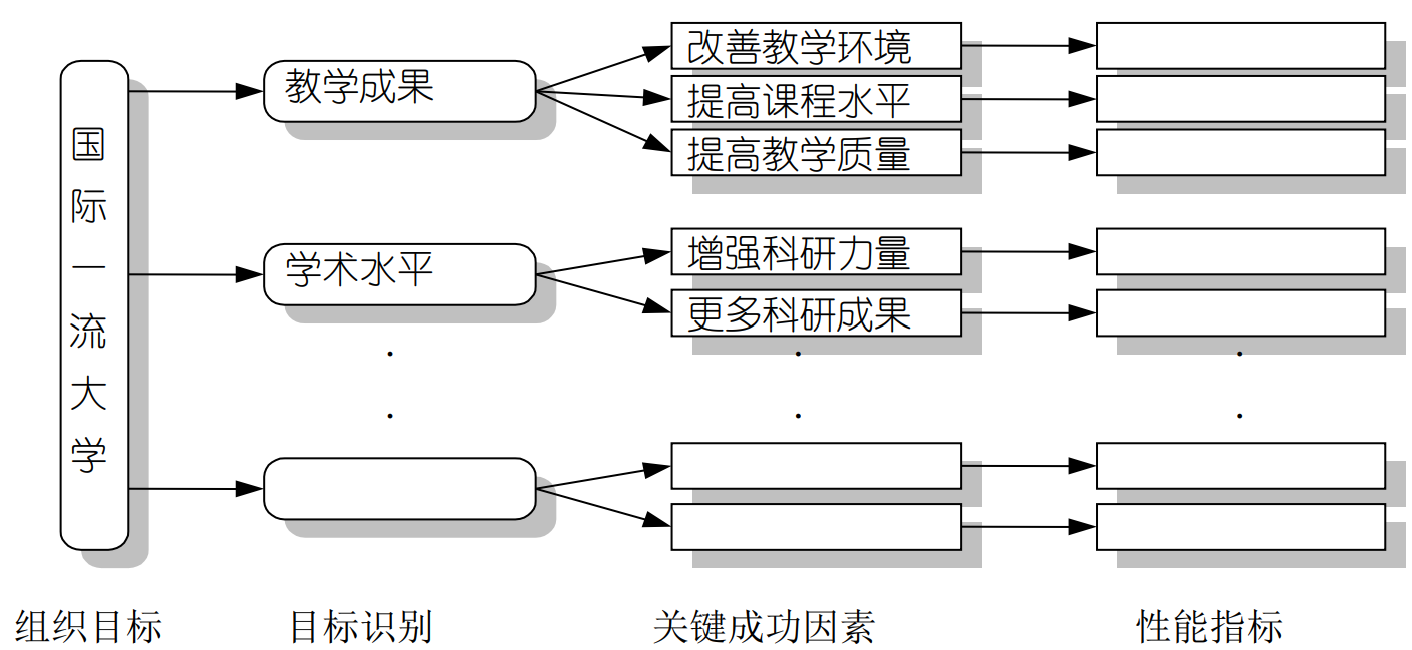 国际一流大学
教学成果
改善教学环境
提高课程水平
提高教学质量
学术水平
增强科研力量
更多科研成果
组织目标
目标识别
关键成功因素
性能指标